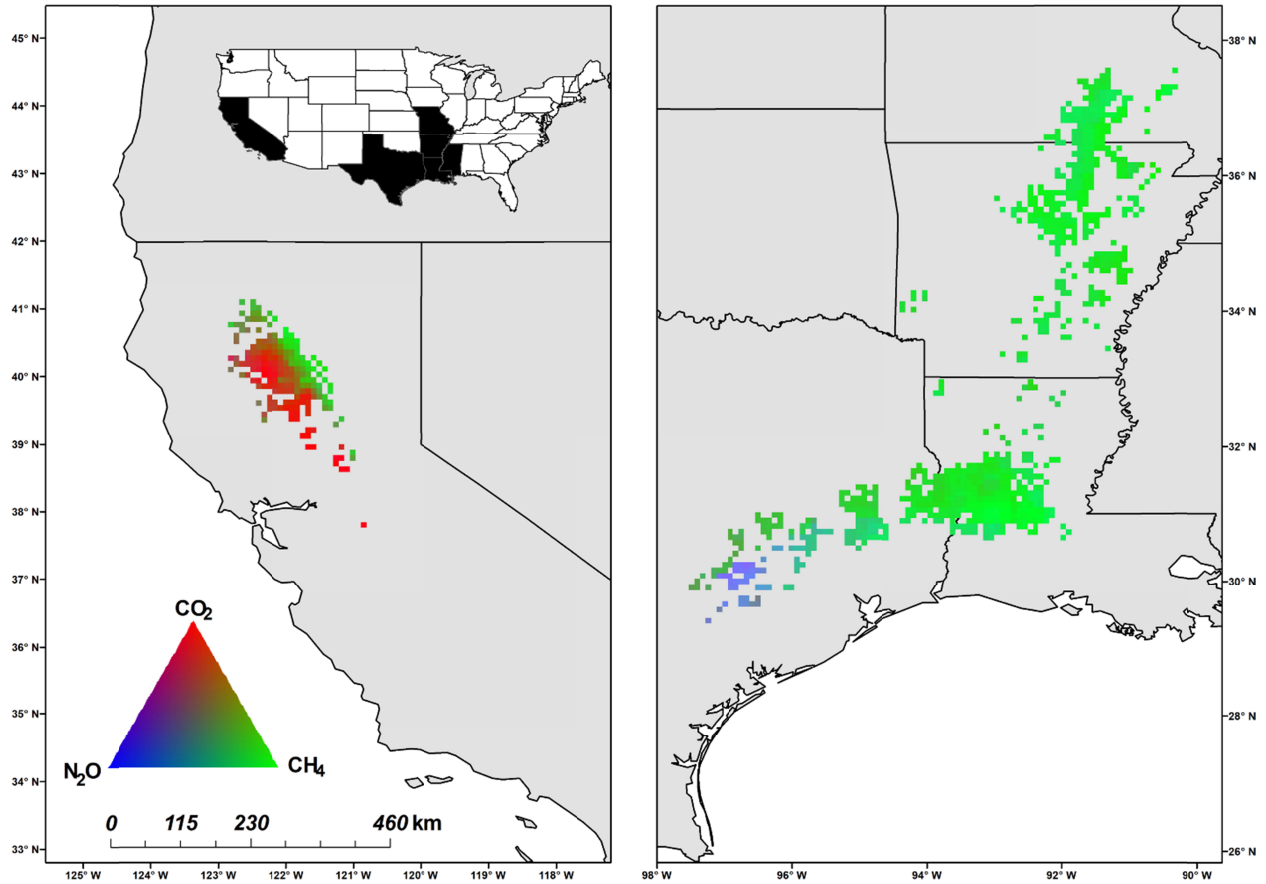 45° N
44° N
43° N
42° N
41° N
40° N
39° N
38° N
37° N
36° N
35° N
34° N
33° N
CO2
N2O
CH4
0 115 230 460 km
125° W 124° W 123° W 122° W 121° W 120° W 119° W 118° W
38° N
36° N
34° N
32° N
30° N
28° N
26° N
98° W 96° W 94° W 92° W 90° W